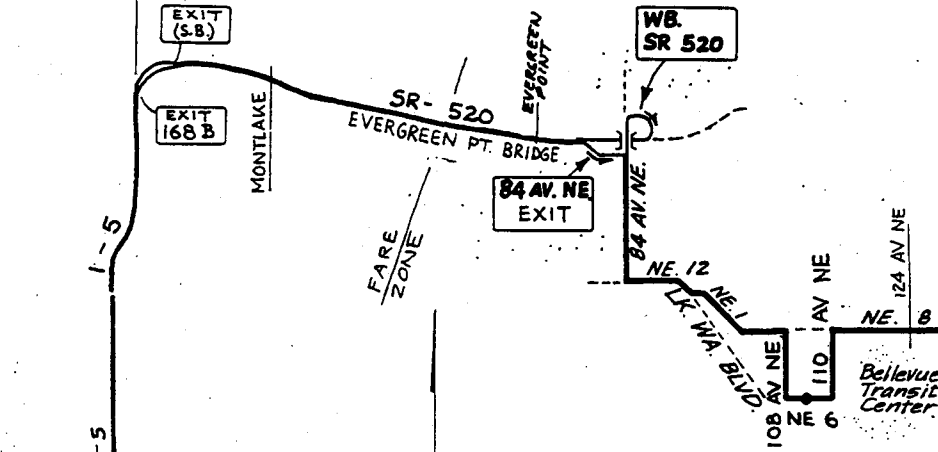 EXIT
(S.B.)
EXIT
168 B
MONTLAKE
SR- 520
EVERGREEN PT. BRIDGE
EVERGREEN
POINT
WB.
SR 520
84 AV. NE
EXIT
84 AV. NE.
FARE
ZONE
I-5
-5
NE. 12
NE. 1
LK. WA. BLVD.
108 AV NE
NE 6
110 AV NE
124 AV NE
NE. 8
Bellevue
Transit
Center